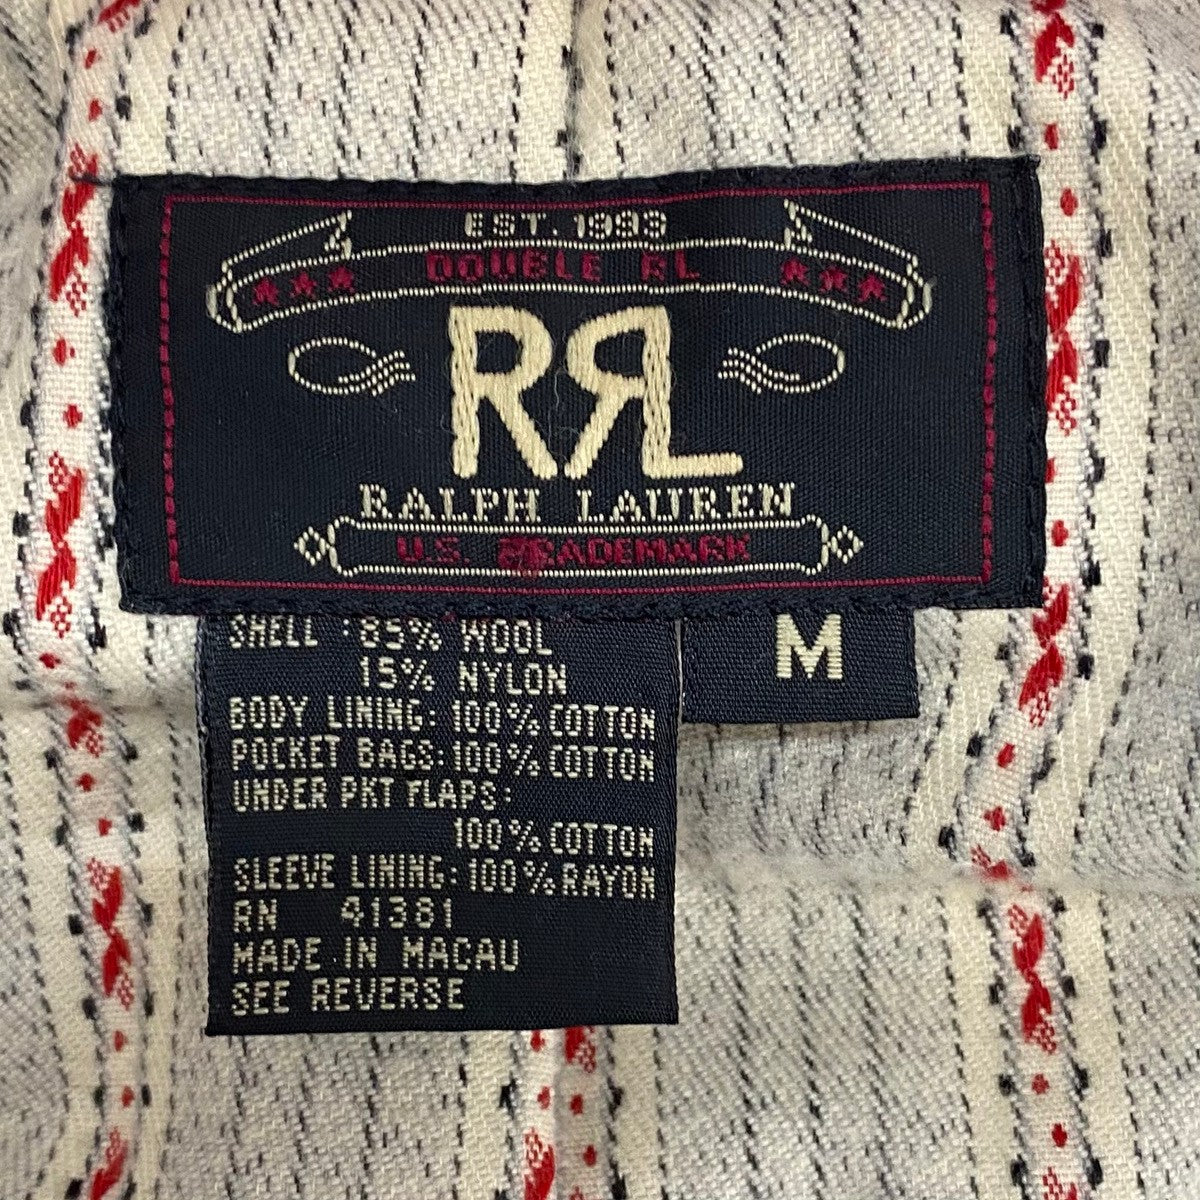 EST. 1993
DOUBLE RL
RRL
RALPH LAUREN
U.S. TRADEMARK
M
SHELL : 85% WOOL
15% NYLON
BODY LINING: 100% COTTON
POCKET BAGS: 100% COTTON
UNDER PKT FLAPS:
100% COTTON
SLEEVE LINING: 100% RAYON
RN 41381
MADE IN MACAU
SEE REVERSE